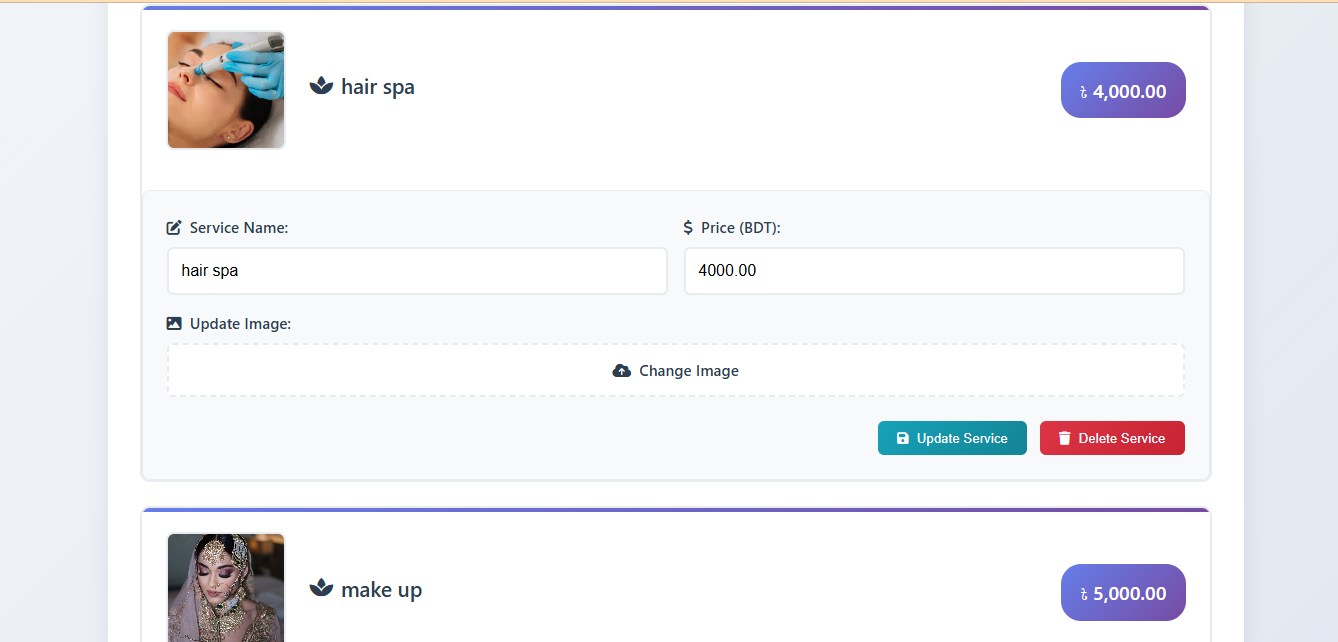 hair spa
৳ 4,000.00
Service Name:
Price (BDT):
hair spa
4000.00
Update Image:
Change Image
Update Service
Delete Service
make up
৳ 5,000.00